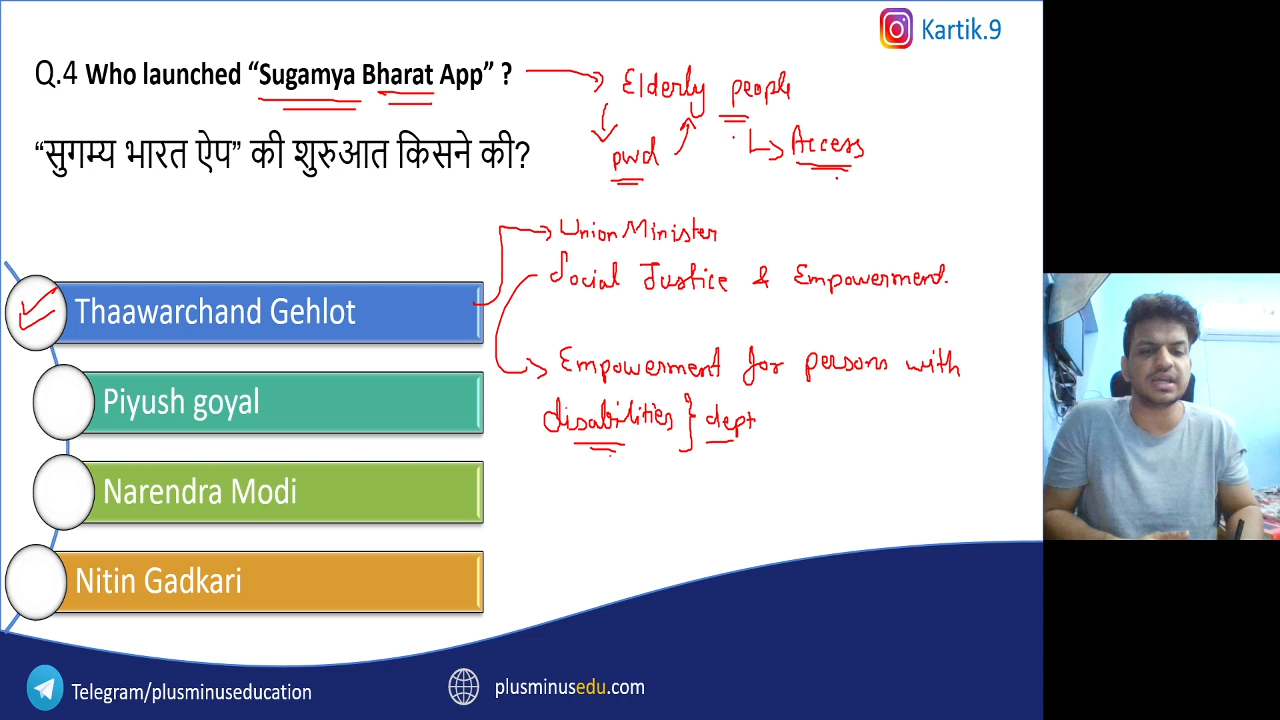 Kartik.9
Q.4 Who launched “Sugamya Bharat App” ?
Elderly people
“सुगम्य भारत ऐप” की शुरुआत किसने की?
pwd
Access
Union Minister
Social Justice & Empowerment.
Thaawarchand Gehlot
Empowerment for persons with
disabilities } dept
Piyush goyal
Narendra Modi
Nitin Gadkari
Telegram/plusminuseducation
plusminusedu.com